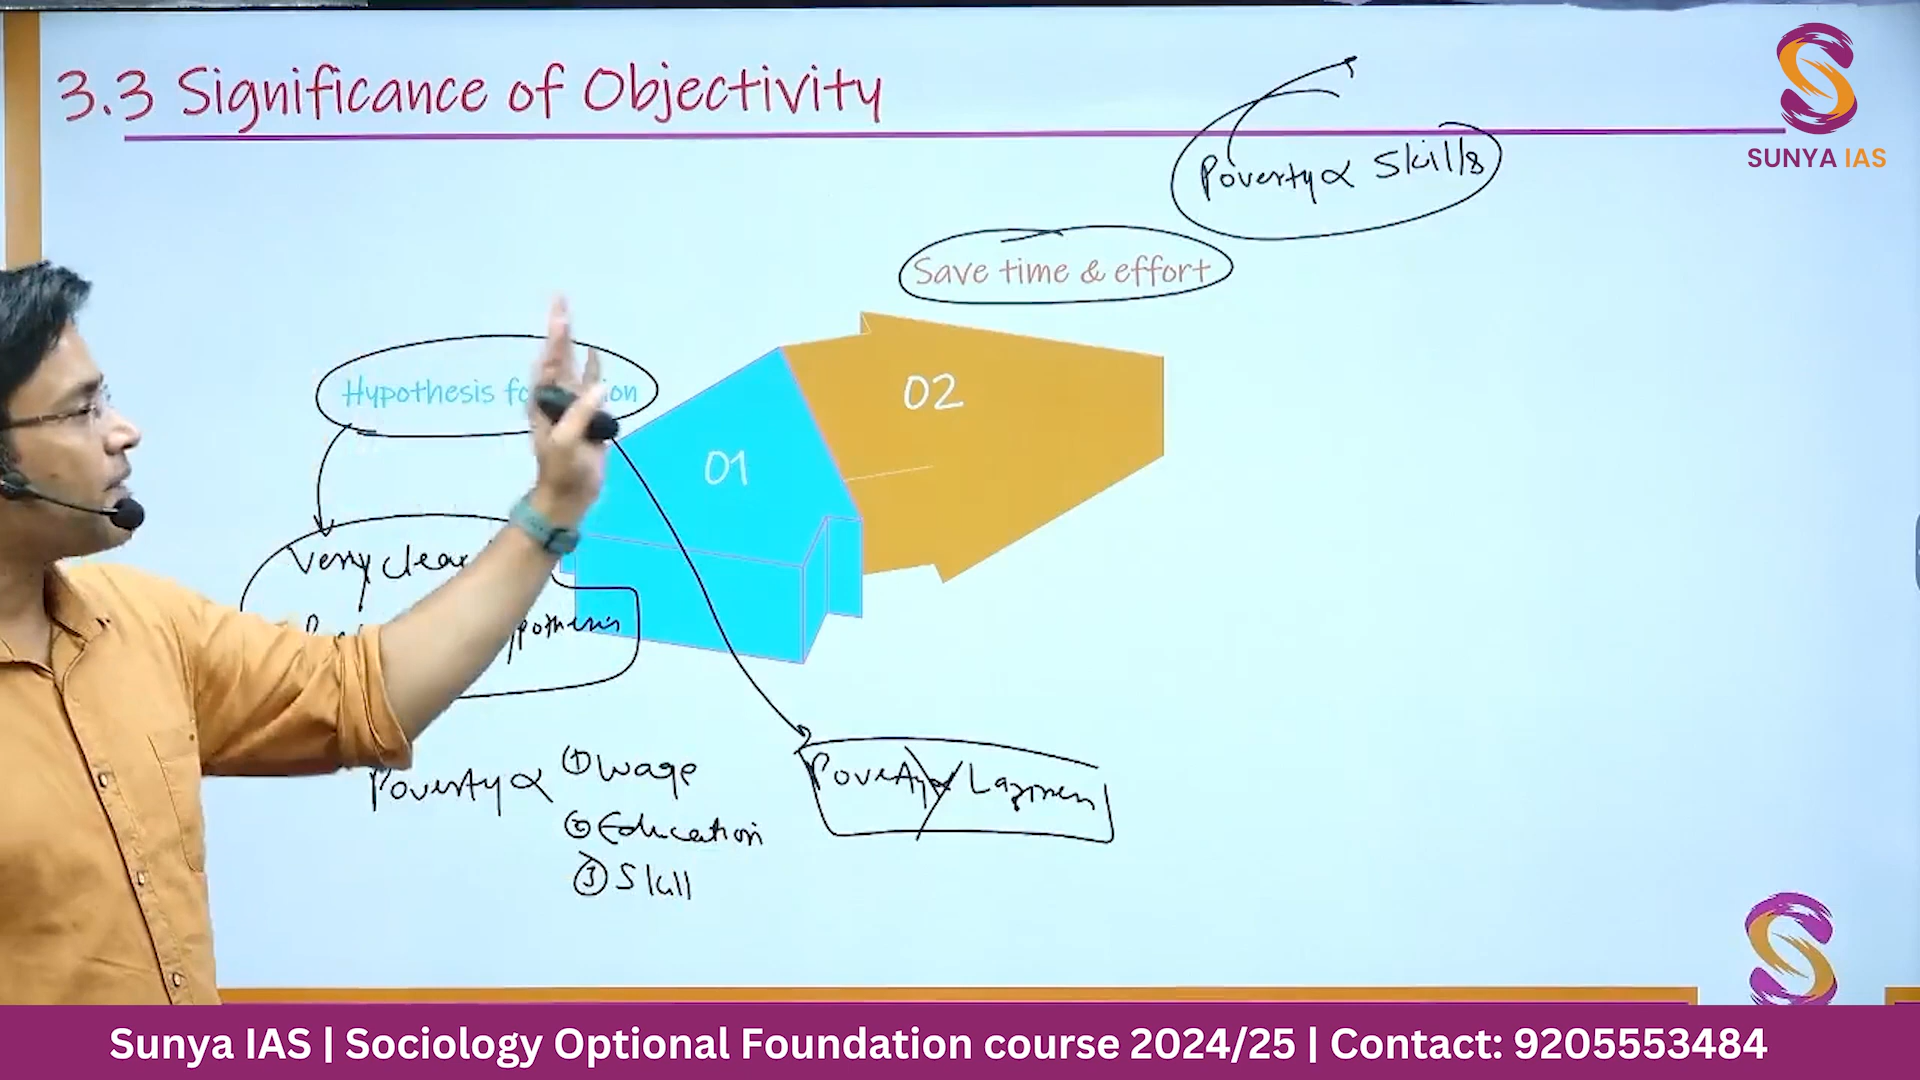 3.3 Significance of Objectivity
SUNYA IAS
Poverty ∝ Skills
Save time & effort
Hypothesis
02
01
Very clear
Poverty ∝ ① Wage
② Education
③ Skill
Poverty ∝ Laziness
Sunya IAS | Sociology Optional Foundation course 2024/25 | Contact: 9205553484